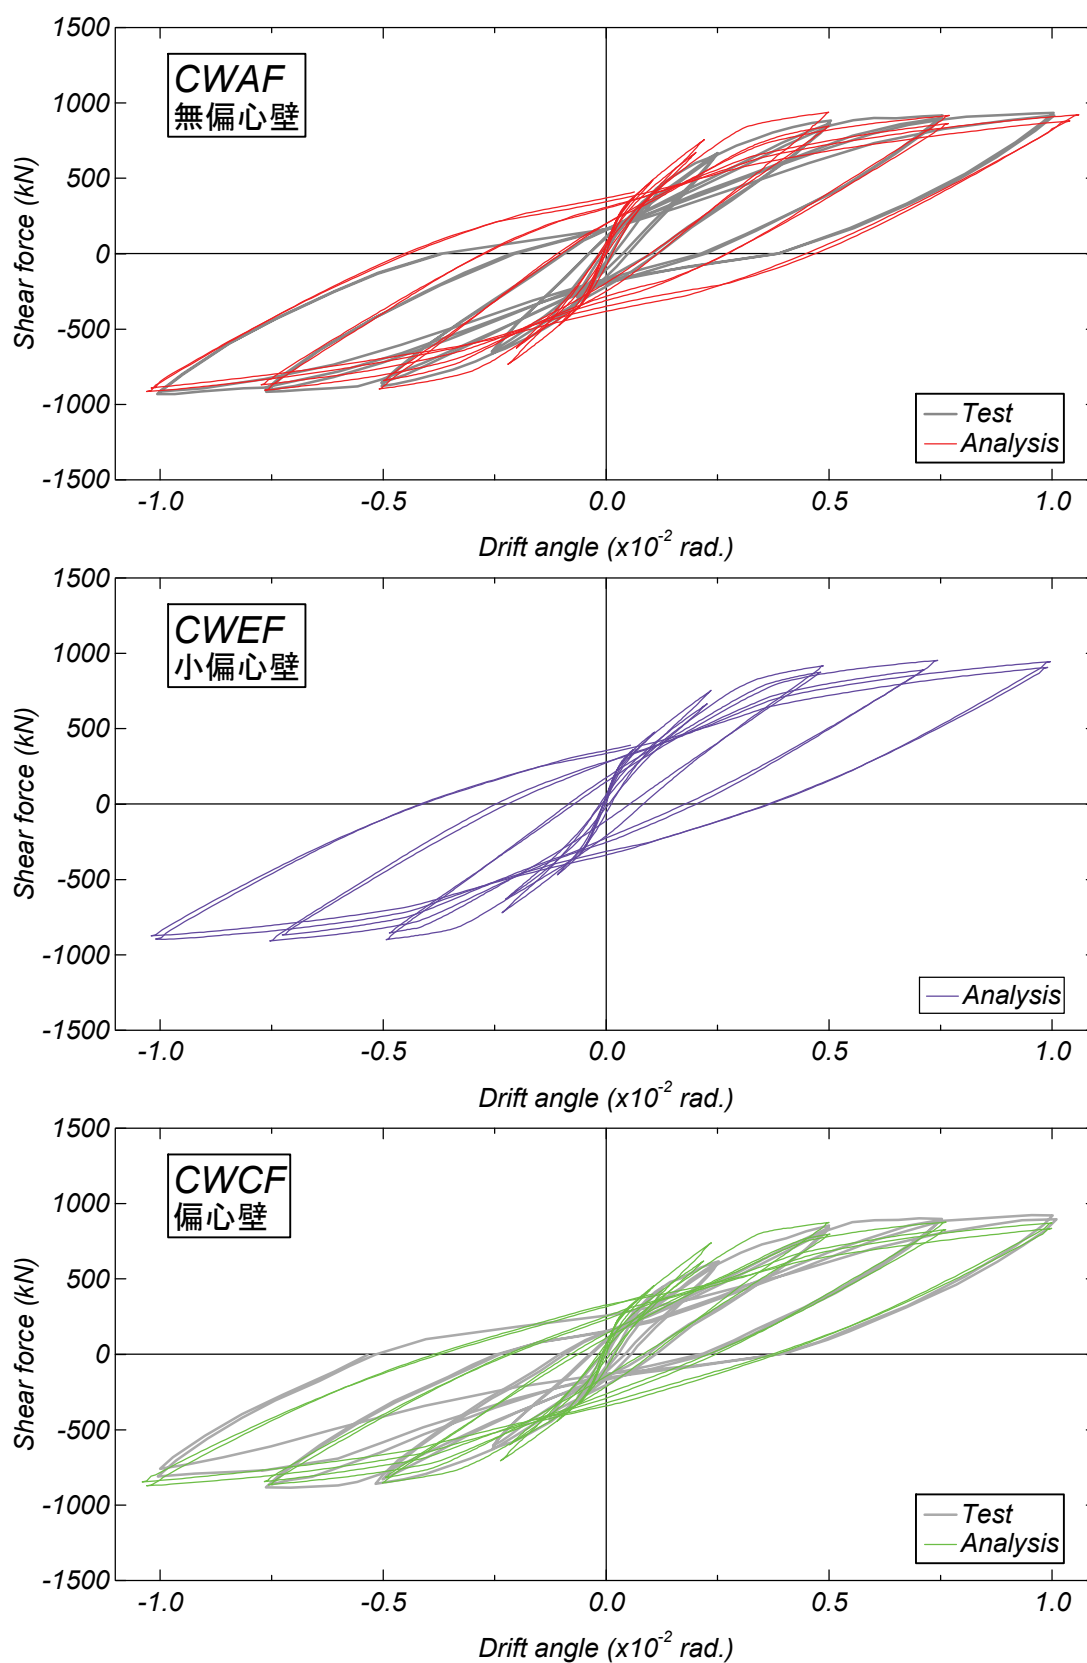 1500
CWAF
無偏心壁
1000
500
0
-500
-1000
-1500
Shear force (kN)
Test
Analysis
-1.0 -0.5 0.0 0.5 1.0
Drift angle (x10-2 rad.)
1500
CWEF
小偏心壁
1000
500
0
-500
-1000
-1500
Shear force (kN)
Analysis
-1.0 -0.5 0.0 0.5 1.0
Drift angle (x10-2 rad.)
1500
CWCF
偏心壁
1000
500
0
-500
-1000
-1500
Shear force (kN)
Test
Analysis
-1.0 -0.5 0.0 0.5 1.0
Drift angle (x10-2 rad.)